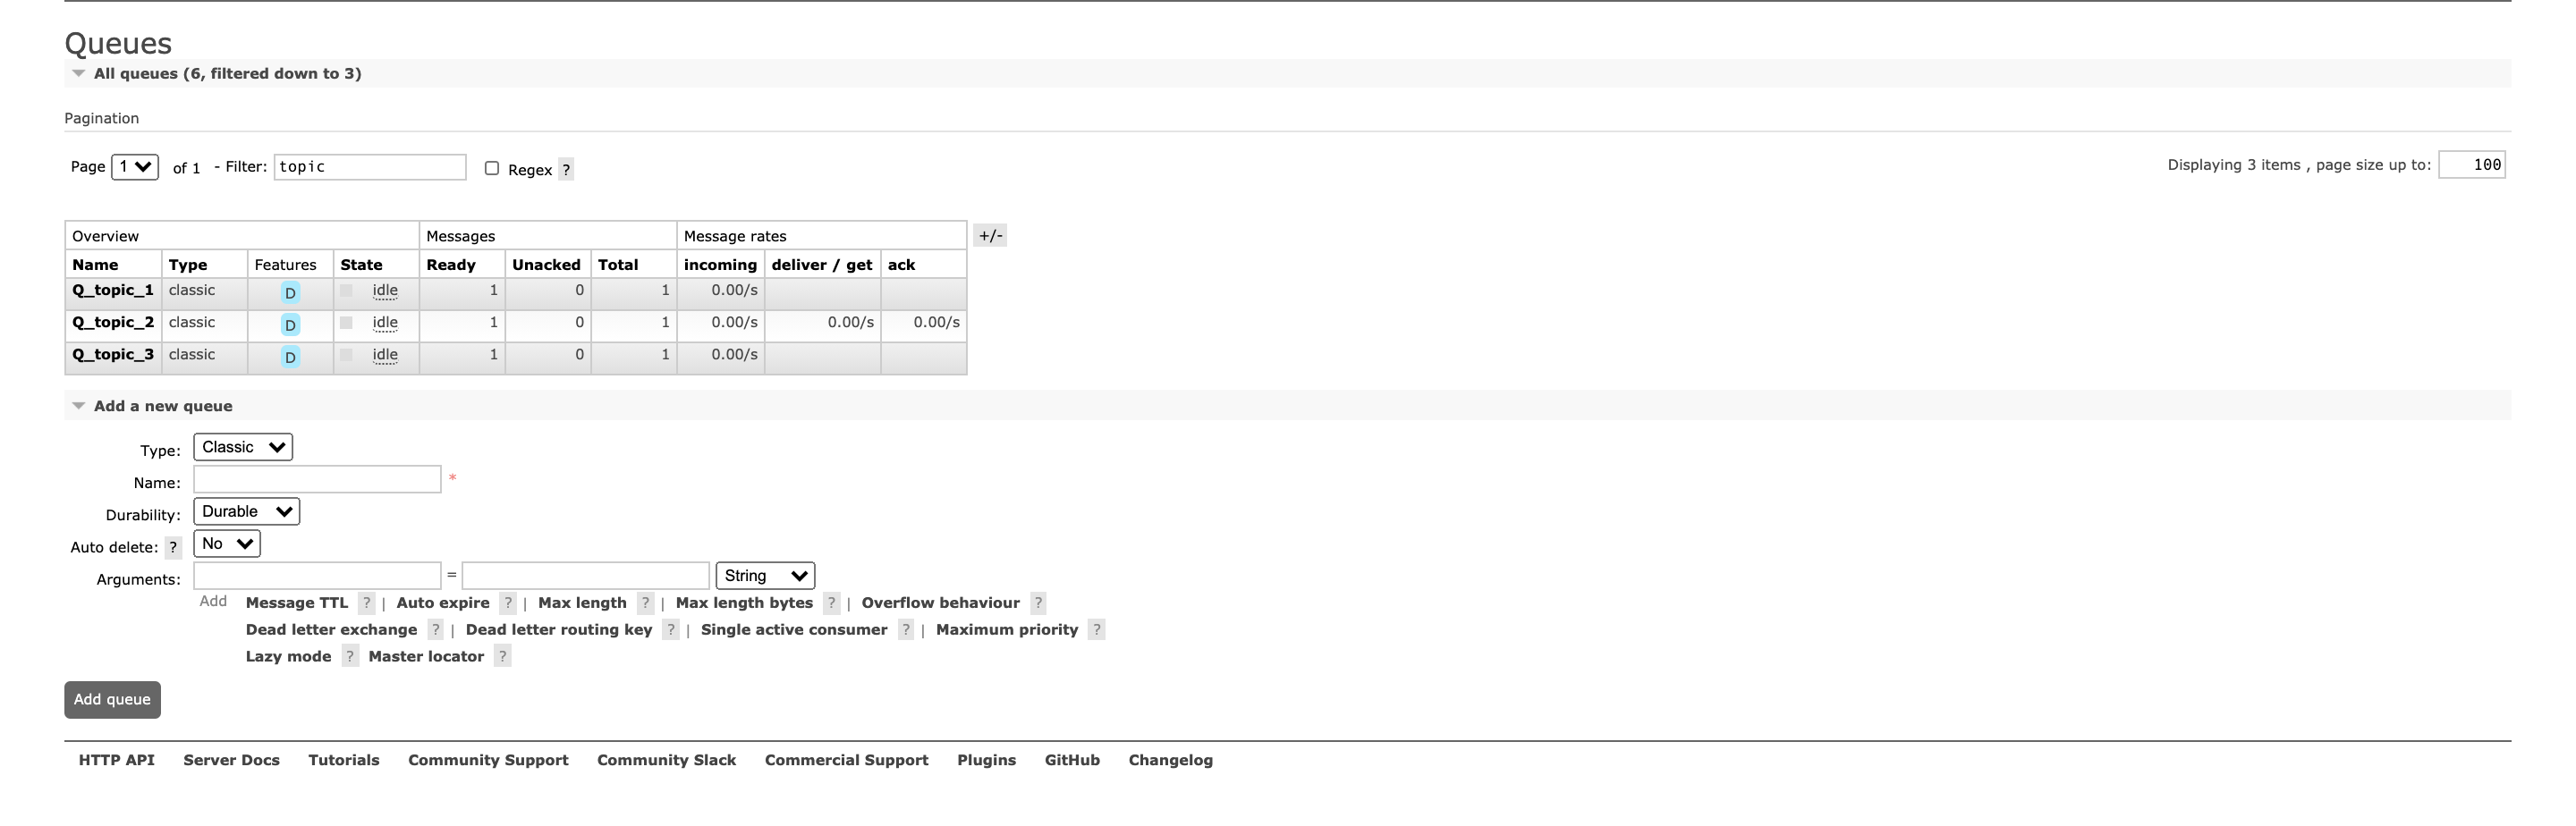 Queues
All queues (6, filtered down to 3)
Pagination
Page 1 of 1 - Filter: topic Regex ? Displaying 3 items , page size up to: 100
Overview Messages Message rates +/-
Name Type Features State Ready Unacked Total incoming deliver / get ack
Q_topic_1 classic D idle 1 0 1 0.00/s
Q_topic_2 classic D idle 1 0 1 0.00/s 0.00/s 0.00/s
Q_topic_3 classic D idle 1 0 1 0.00/s
Add a new queue
Type: Classic
Name: *
Durability: Durable
Auto delete: ? No
Arguments: = String
Add Message TTL ? | Auto expire ? | Max length ? | Max length bytes ? | Overflow behaviour ?
Dead letter exchange ? | Dead letter routing key ? | Single active consumer ? | Maximum priority ?
Lazy mode ? Master locator ?
Add queue
HTTP API Server Docs Tutorials Community Support Community Slack Commercial Support Plugins GitHub Changelog